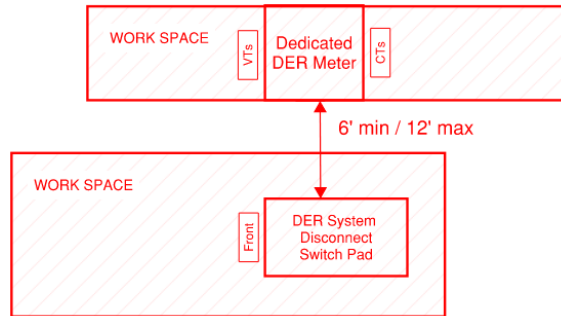 WORK SPACE
VTs
Dedicated
DER Meter
CTs
6' min / 12' max
WORK SPACE
Front
DER System
Disconnect
Switch Pad